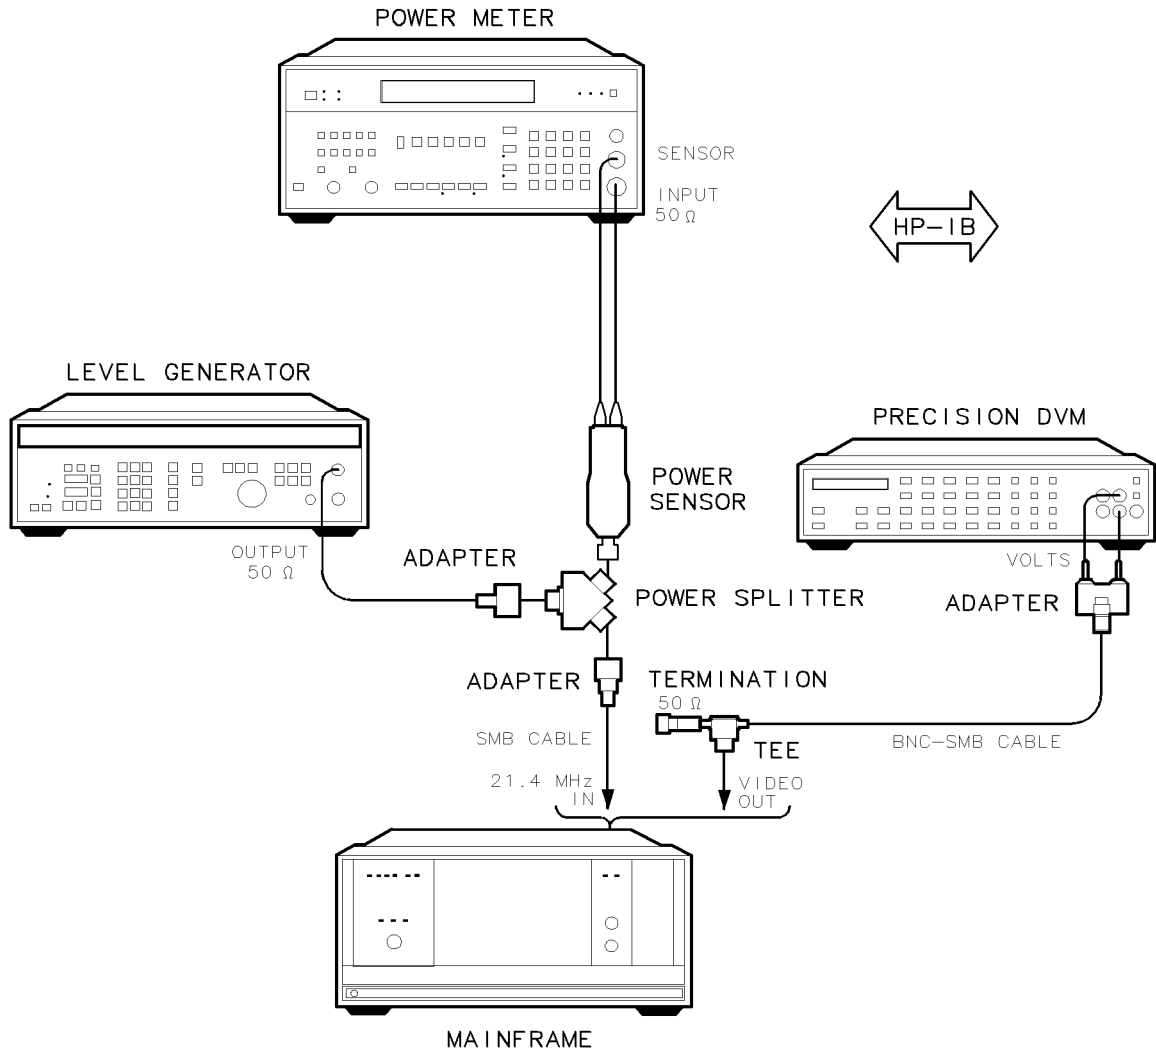 POWER METER
SENSOR
INPUT
50 Ω
HP-IB
LEVEL GENERATOR
PRECISION DVM
POWER
SENSOR
OUTPUT
50 Ω
ADAPTER
VOLTS
POWER SPLITTER
ADAPTER
ADAPTER
TERMINATION
50 Ω
SMB CABLE
TEE
BNC-SMB CABLE
21.4 MHz
IN
VIDEO
OUT
MAINFRAME